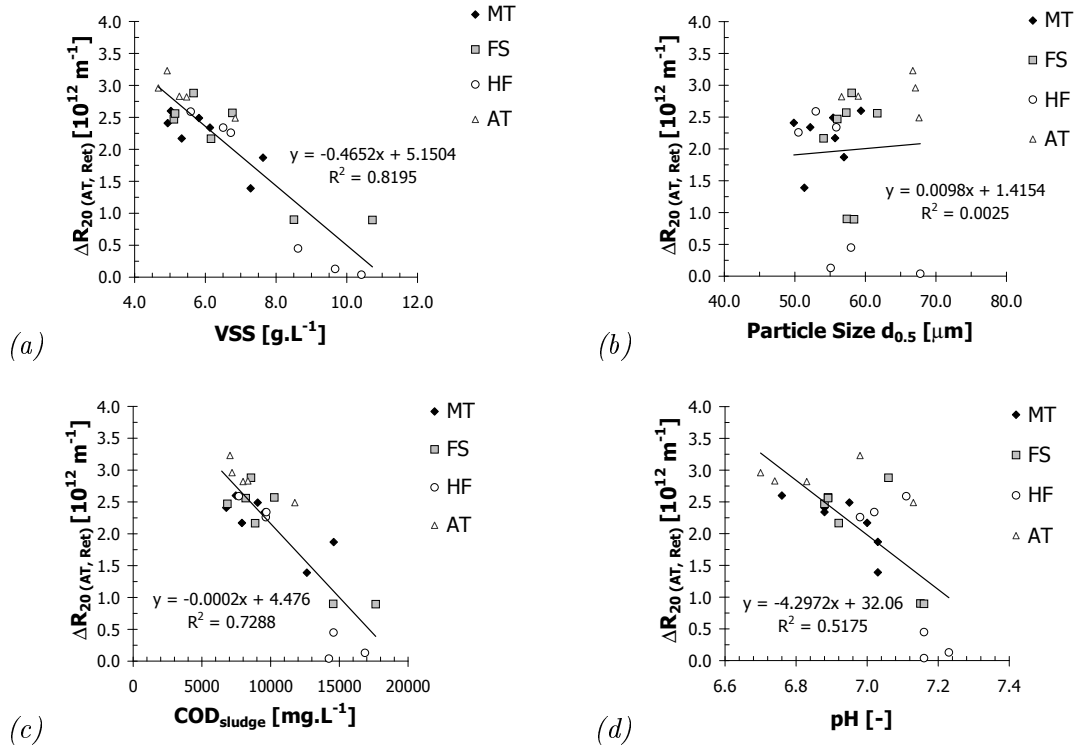 (a)
ΔR20 (AT, Ret) [10^12 m^-1]
4.0
3.5
3.0
2.5
2.0
1.5
1.0
0.5
0.0
4.0 6.0 8.0 10.0 12.0
VSS [g.L^-1]
y = -0.4652x + 5.1504
R² = 0.8195
MT
FS
HF
AT
(b)
ΔR20 (AT, Ret) [10^12 m^-1]
4.0
3.5
3.0
2.5
2.0
1.5
1.0
0.5
0.0
40.0 50.0 60.0 70.0 80.0
Particle Size d0.5 [μm]
y = 0.0098x + 1.4154
R² = 0.0025
MT
FS
HF
AT
(c)
ΔR20 (AT, Ret) [10^12 m^-1]
4.0
3.5
3.0
2.5
2.0
1.5
1.0
0.5
0.0
0 5000 10000 15000 20000
CODsludge [mg.L^-1]
y = -0.0002x + 4.476
R² = 0.7288
MT
FS
HF
AT
(d)
ΔR20 (AT, Ret) [10^12 m^-1]
4.0
3.5
3.0
2.5
2.0
1.5
1.0
0.5
0.0
6.6 6.8 7.0 7.2 7.4
pH [-]
y = -4.2972x + 32.06
R² = 0.5175
MT
FS
HF
AT